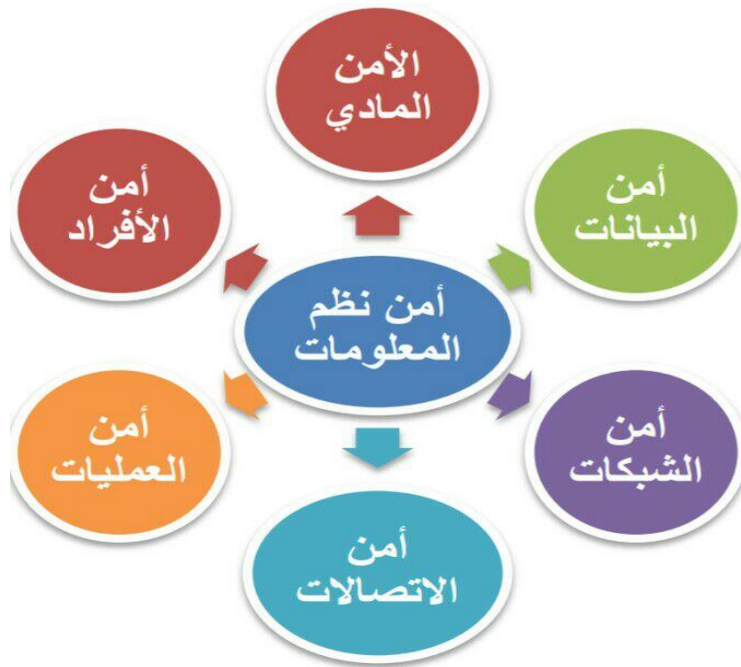 الأمن
المادي
أمن
البيانات
أمن
الأفراد
أمن نظم
المعلومات
أمن
الشبكات
أمن
العمليات
أمن
الاتصالات